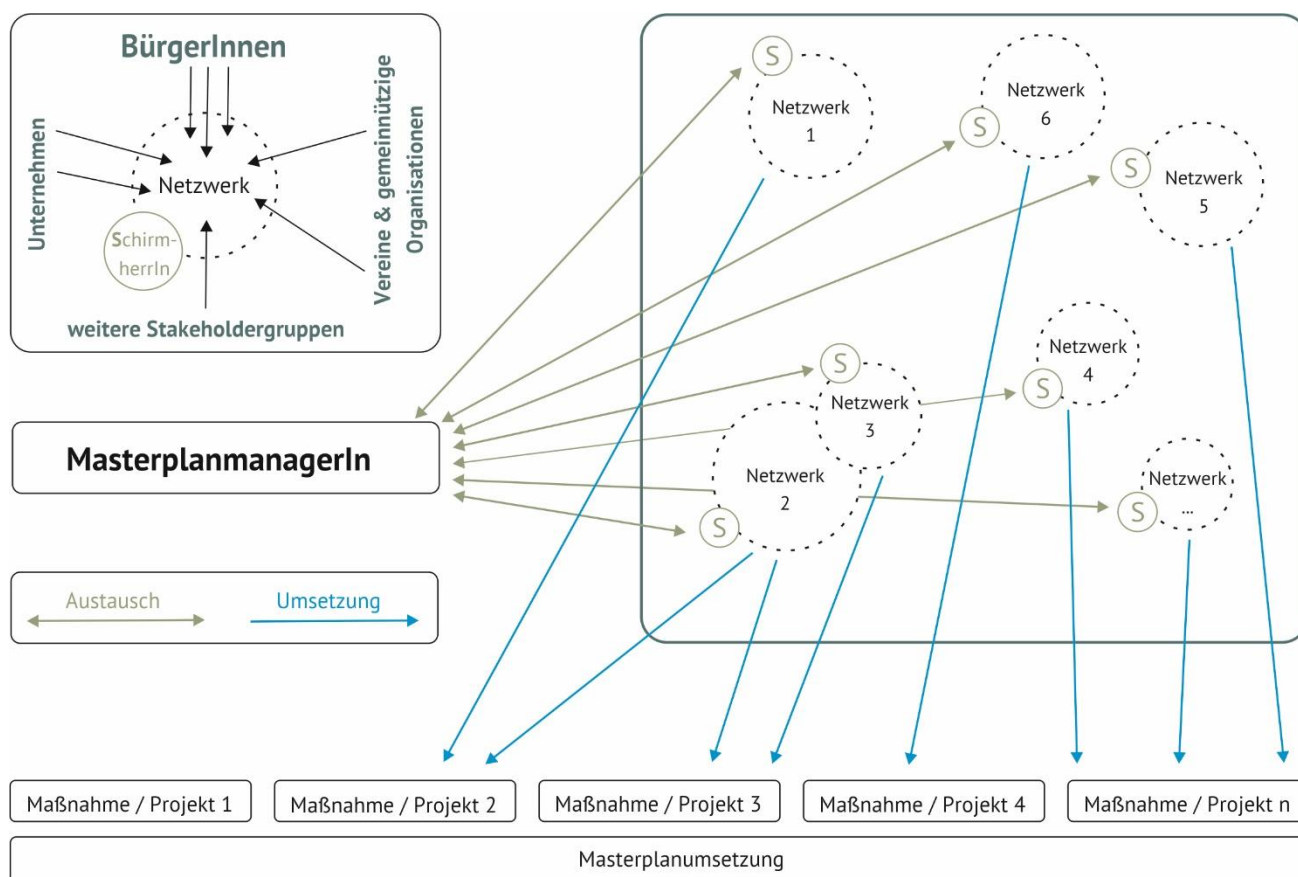 BürgerInnen
Unternehmen
Netzwerk
Schirm-
herrIn
Vereine & gemeinnützige
Organisationen
weitere Stakeholdergruppen
MasterplanmanagerIn
Austausch
Umsetzung
S
Netzwerk
1
S
Netzwerk
6
S
Netzwerk
5
S
Netzwerk
3
S
Netzwerk
4
S
Netzwerk
2
S
Netzwerk
...
Maßnahme / Projekt 1
Maßnahme / Projekt 2
Maßnahme / Projekt 3
Maßnahme / Projekt 4
Maßnahme / Projekt n
Masterplanumsetzung